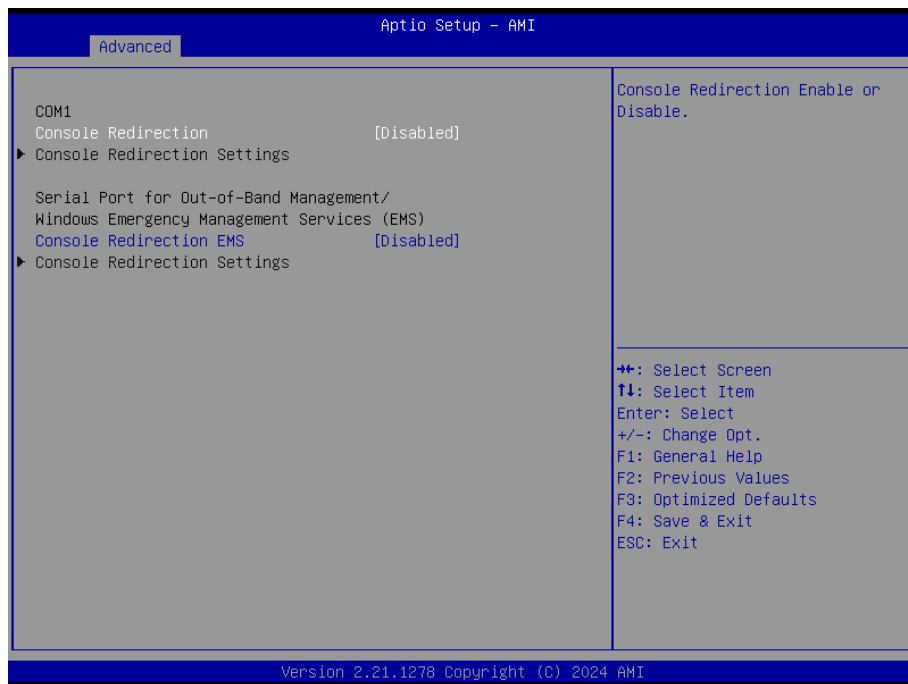 Aptio Setup – AMI
Advanced
COM1
Console Redirection [Disabled]
▶ Console Redirection Settings
Serial Port for Out-of-Band Management/
Windows Emergency Management Services (EMS)
Console Redirection EMS [Disabled]
▶ Console Redirection Settings
Console Redirection Enable or
Disable.
→←: Select Screen
↑↓: Select Item
Enter: Select
+/-: Change Opt.
F1: General Help
F2: Previous Values
F3: Optimized Defaults
F4: Save & Exit
ESC: Exit
Version 2.21.1278 Copyright (C) 2024 AMI